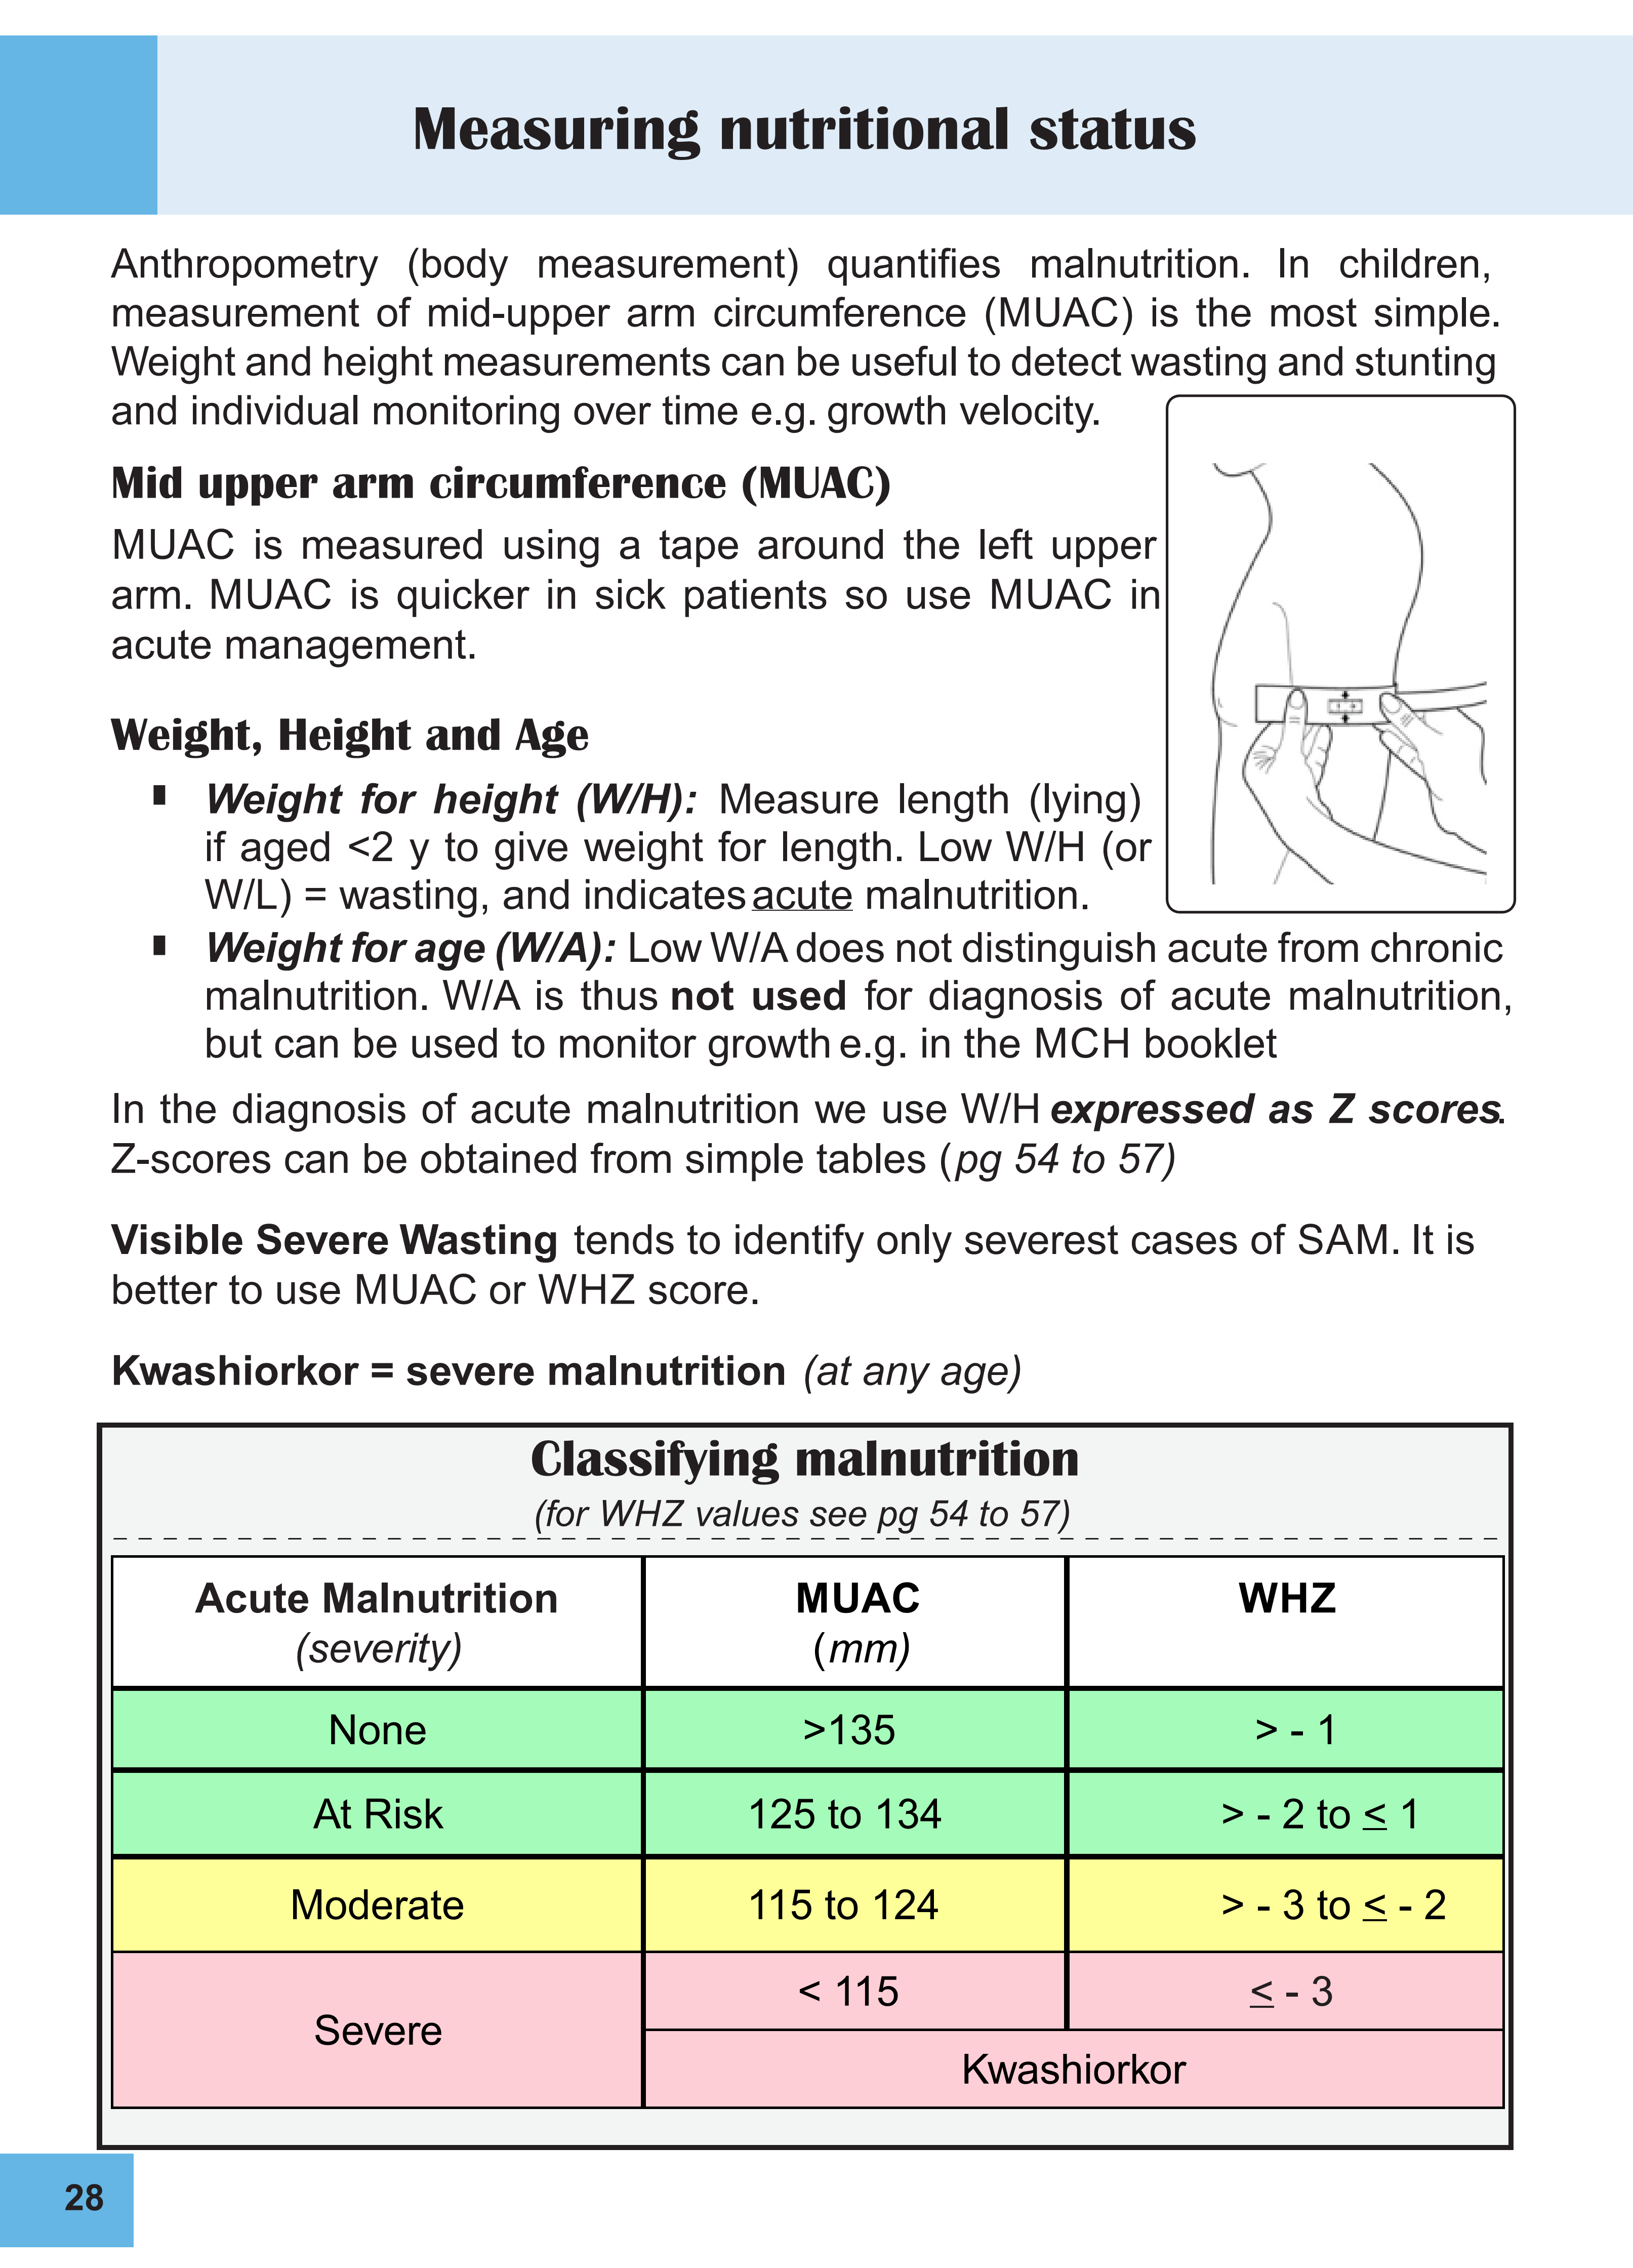 Measuring nutritional status
Anthropometry (body measurement) quantifies malnutrition. In children,
measurement of mid-upper arm circumference (MUAC) is the most simple.
Weight and height measurements can be useful to detect wasting and stunting
and individual monitoring over time e.g. growth velocity.
Mid upper arm circumference (MUAC)
MUAC is measured using a tape around the left upper
arm. MUAC is quicker in sick patients so use MUAC in
acute management.
Weight, Height and Age
Weight for height (W/H): Measure length (lying)
if aged <2 y to give weight for length. Low W/H (or
W/L) = wasting, and indicates acute malnutrition.
Weight for age (W/A): Low W/A does not distinguish acute from chronic
malnutrition. W/A is thus not used for diagnosis of acute malnutrition,
but can be used to monitor growth e.g. in the MCH booklet
In the diagnosis of acute malnutrition we use W/H expressed as Z scores.
Z-scores can be obtained from simple tables (pg 54 to 57)
Visible Severe Wasting tends to identify only severest cases of SAM. It is
better to use MUAC or WHZ score.
Kwashiorkor = severe malnutrition (at any age)
Classifying malnutrition
(for WHZ values see pg 54 to 57)
Acute Malnutrition MUAC WHZ
(severity) (mm)
None >135 > - 1
At Risk 125 to 134 > - 2 to ≤ 1
Moderate 115 to 124 > - 3 to ≤ - 2
Severe < 115 ≤ - 3
Kwashiorkor
28